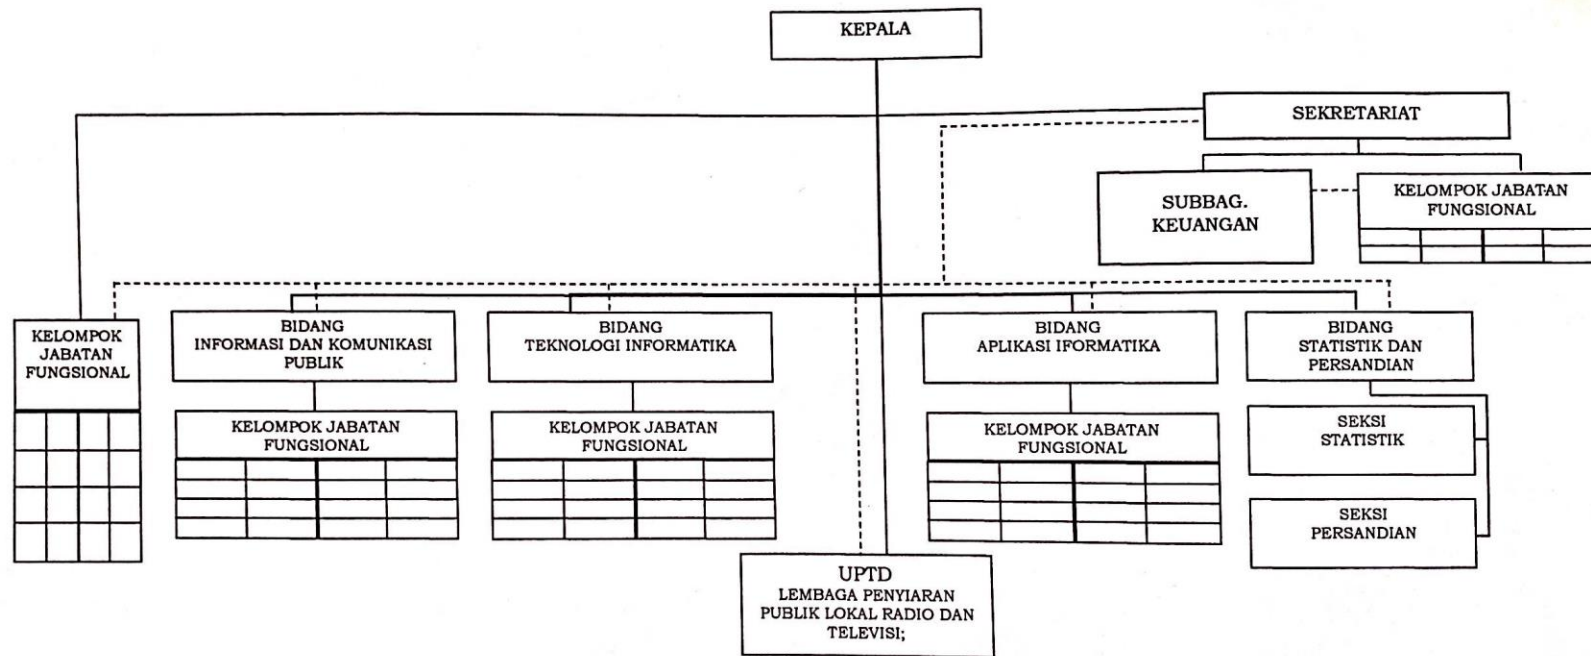 KEPALA
SEKRETARIAT
SUBBAG.
KEUANGAN
KELOMPOK JABATAN
FUNGSIONAL
KELOMPOK
JABATAN
FUNGSIONAL
BIDANG
INFORMASI DAN KOMUNIKASI
PUBLIK
BIDANG
TEKNOLOGI INFORMATIKA
BIDANG
APLIKASI IFORMATIKA
BIDANG
STATISTIK DAN
PERSANDIAN
KELOMPOK JABATAN
FUNGSIONAL
KELOMPOK JABATAN
FUNGSIONAL
KELOMPOK JABATAN
FUNGSIONAL
SEKSI
STATISTIK
SEKSI
PERSANDIAN
UPTD
LEMBAGA PENYIARAN
PUBLIK LOKAL RADIO DAN
TELEVISI;